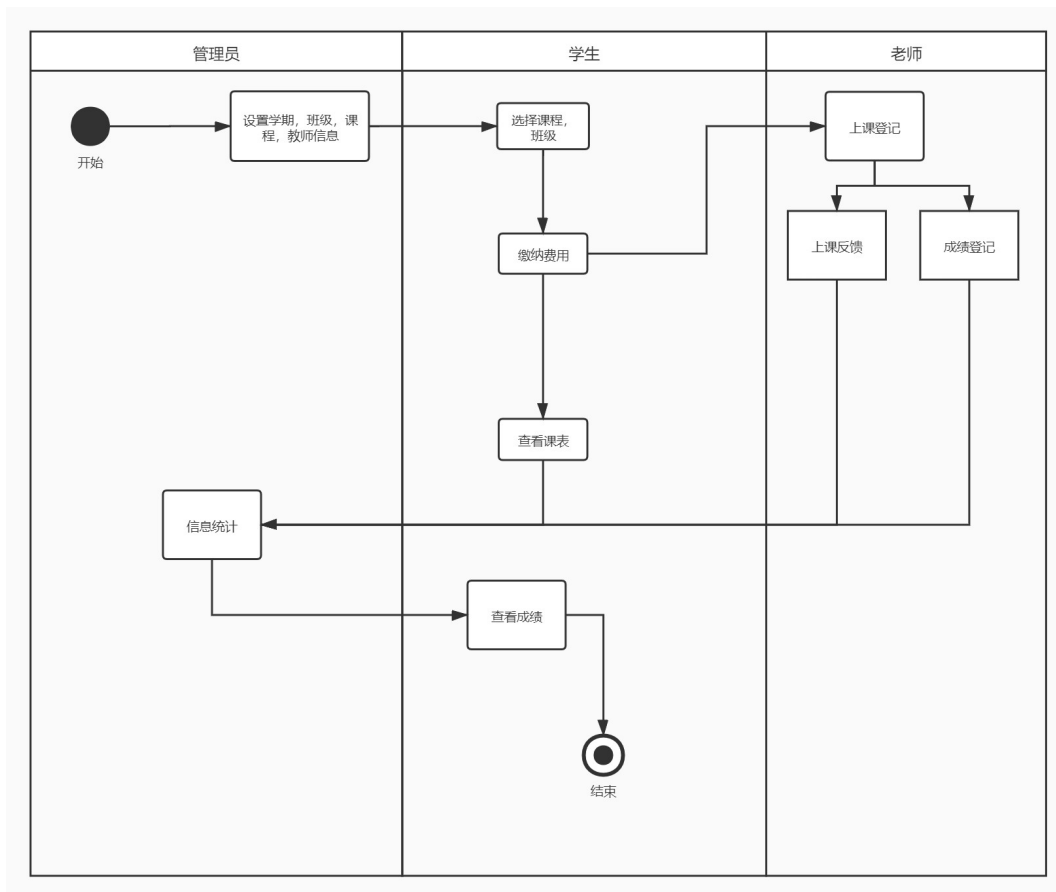 管理员
学生
老师
开始
设置学期，班级，课
程，教师信息
选择课程，
班级
上课登记
缴纳费用
上课反馈
成绩登记
查看课表
信息统计
查看成绩
结束